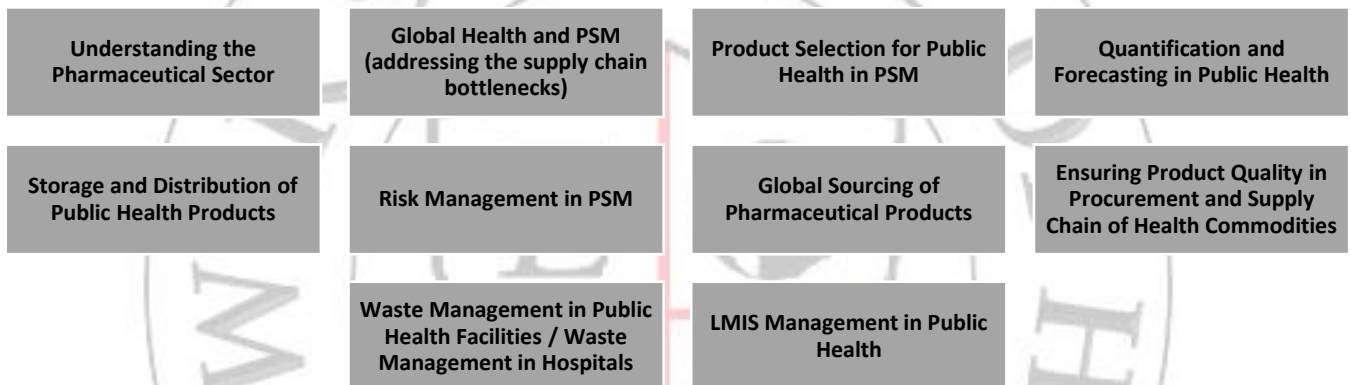 Understanding the
Pharmaceutical Sector
Global Health and PSM
(addressing the supply chain
bottlenecks)
Product Selection for Public
Health in PSM
Quantification and
Forecasting in Public Health
Storage and Distribution of
Public Health Products
Risk Management in PSM
Global Sourcing of
Pharmaceutical Products
Ensuring Product Quality in
Procurement and Supply
Chain of Health Commodities
Waste Management in Public
Health Facilities / Waste
Management in Hospitals
LMIS Management in Public
Health